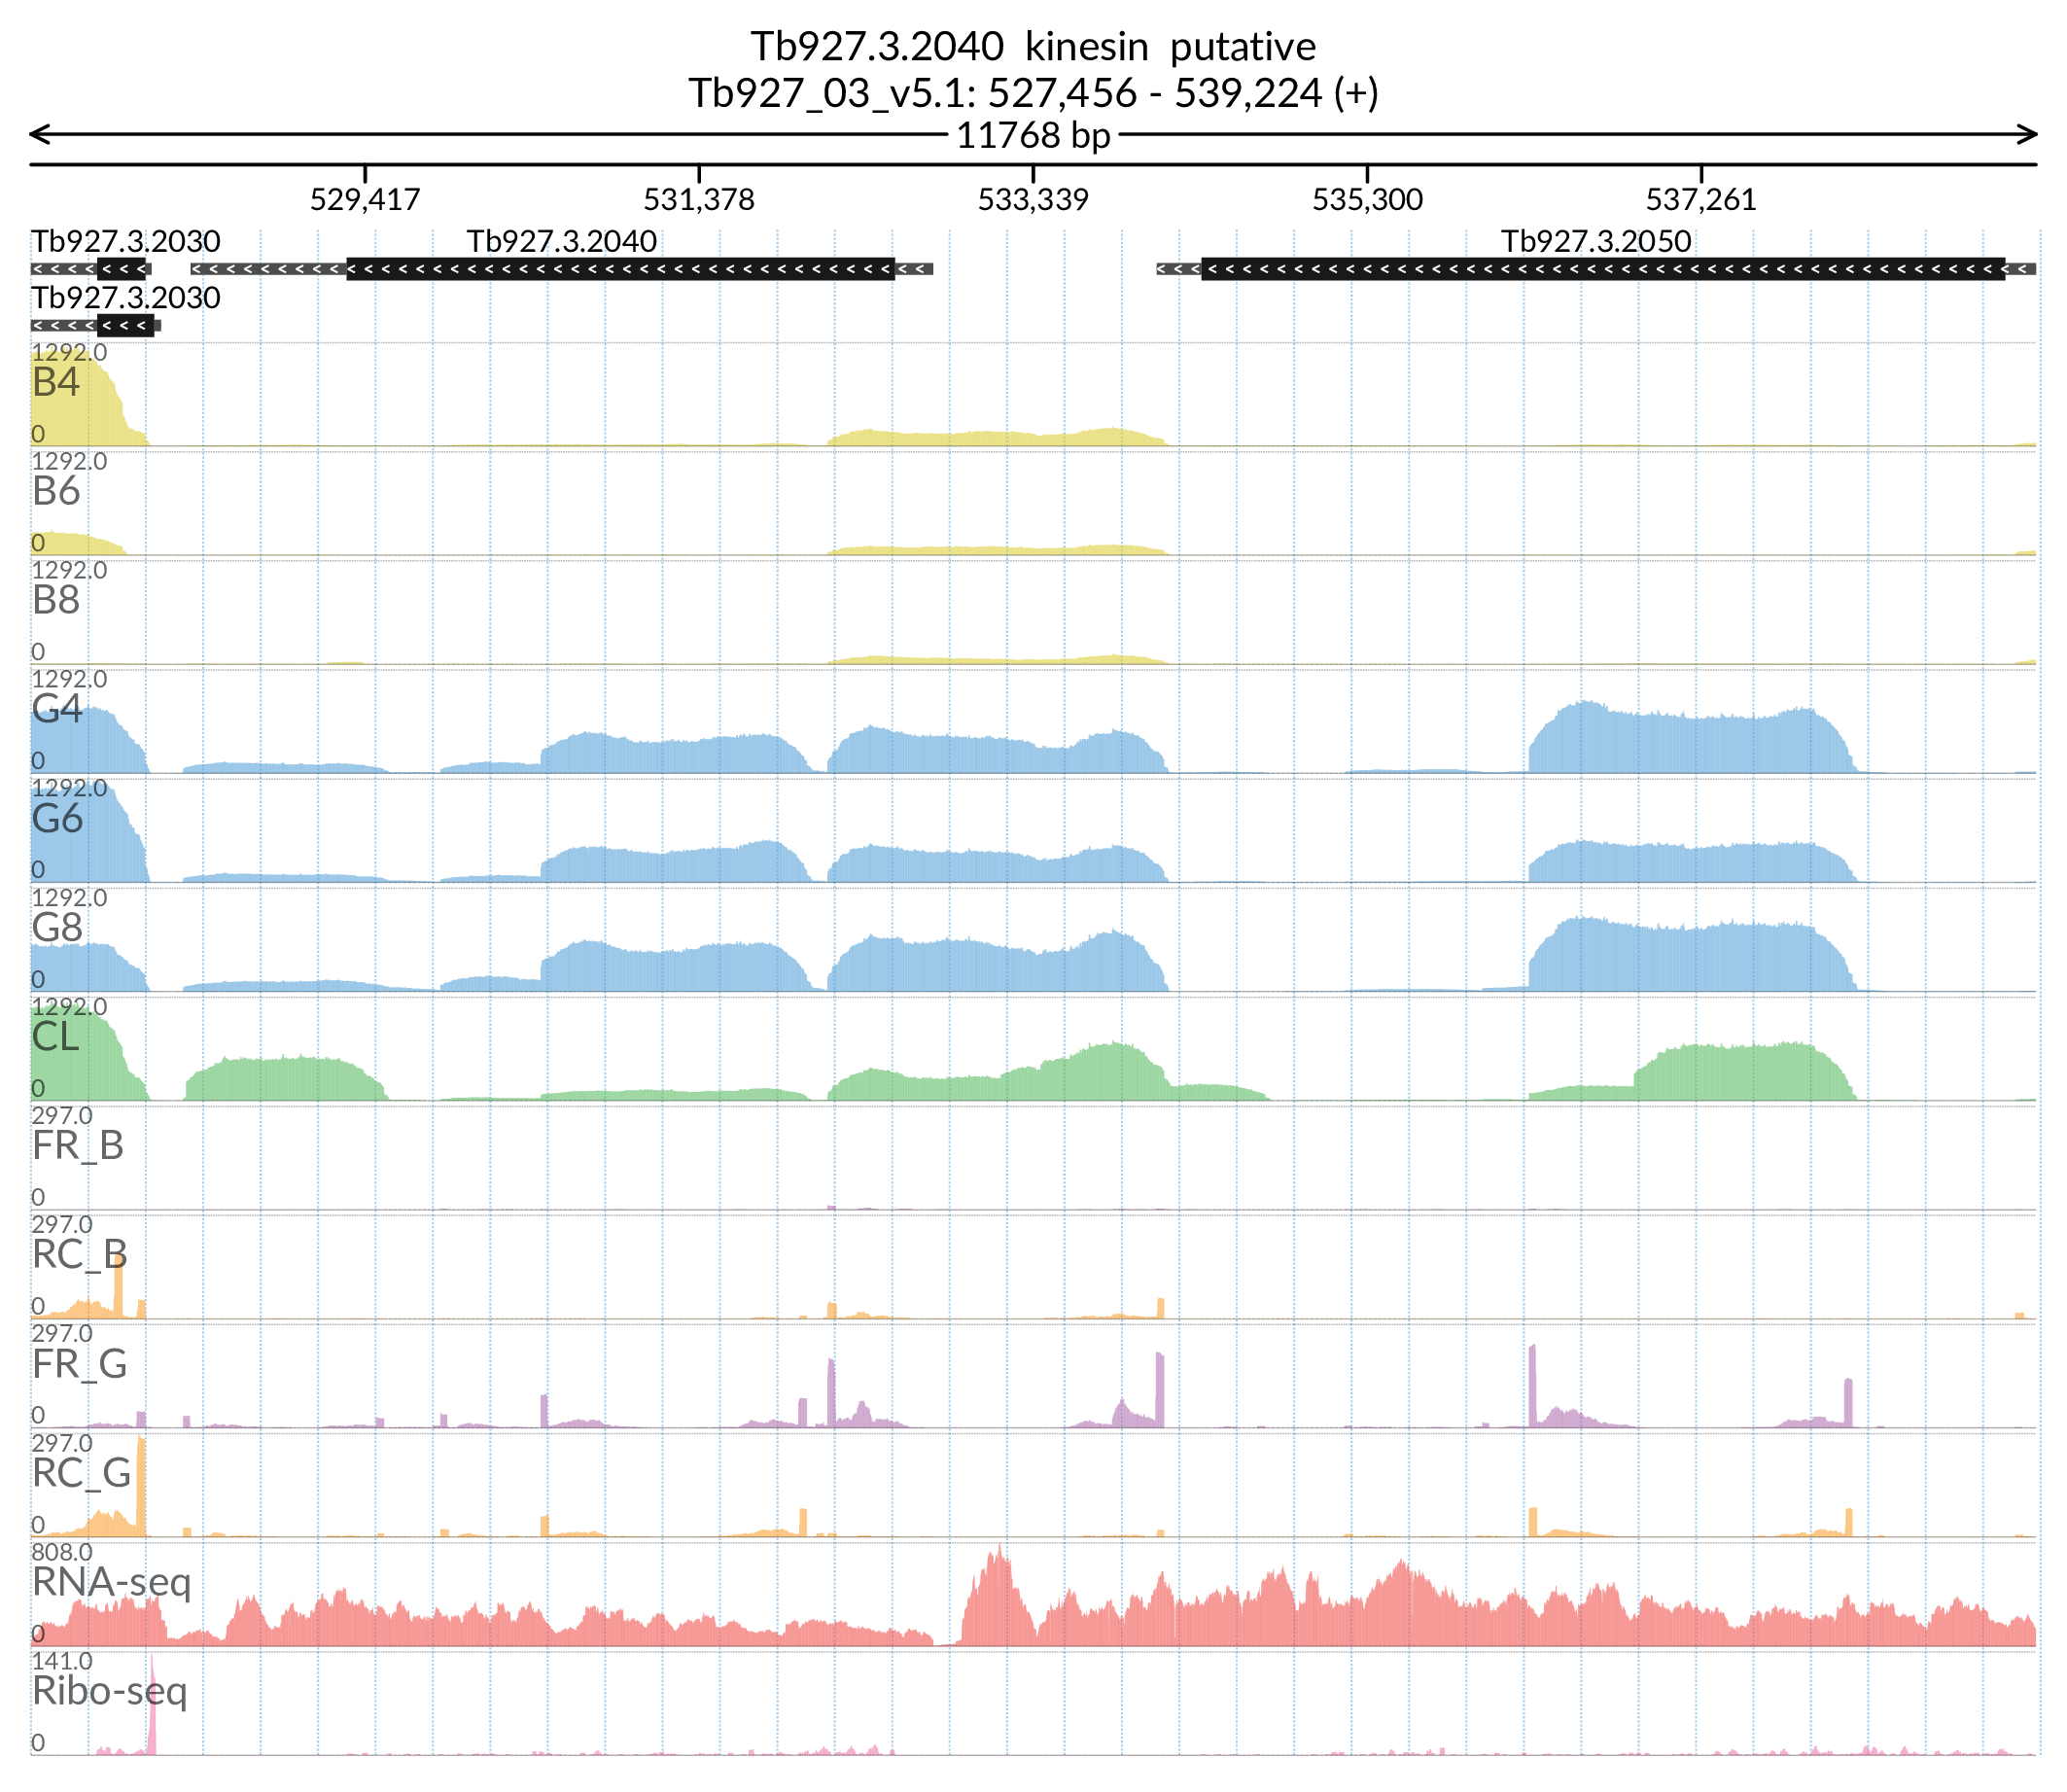 Tb927.3.2040 kinesin putative
Tb927_03_v5.1: 527,456 - 539,224 (+)
11768 bp
529,417 531,378 533,339 535,300 537,261
Tb927.3.2030 Tb927.3.2040 Tb927.3.2050
Tb927.3.2030
1292.0
B4
0
1292.0
B6
0
1292.0
B8
0
1292.0
G4
0
1292.0
G6
0
1292.0
G8
0
1292.0
CL
0
297.0
FR_B
0
297.0
RC_B
0
297.0
FR_G
0
297.0
RC_G
0
808.0
RNA-seq
0
141.0
Ribo-seq
0